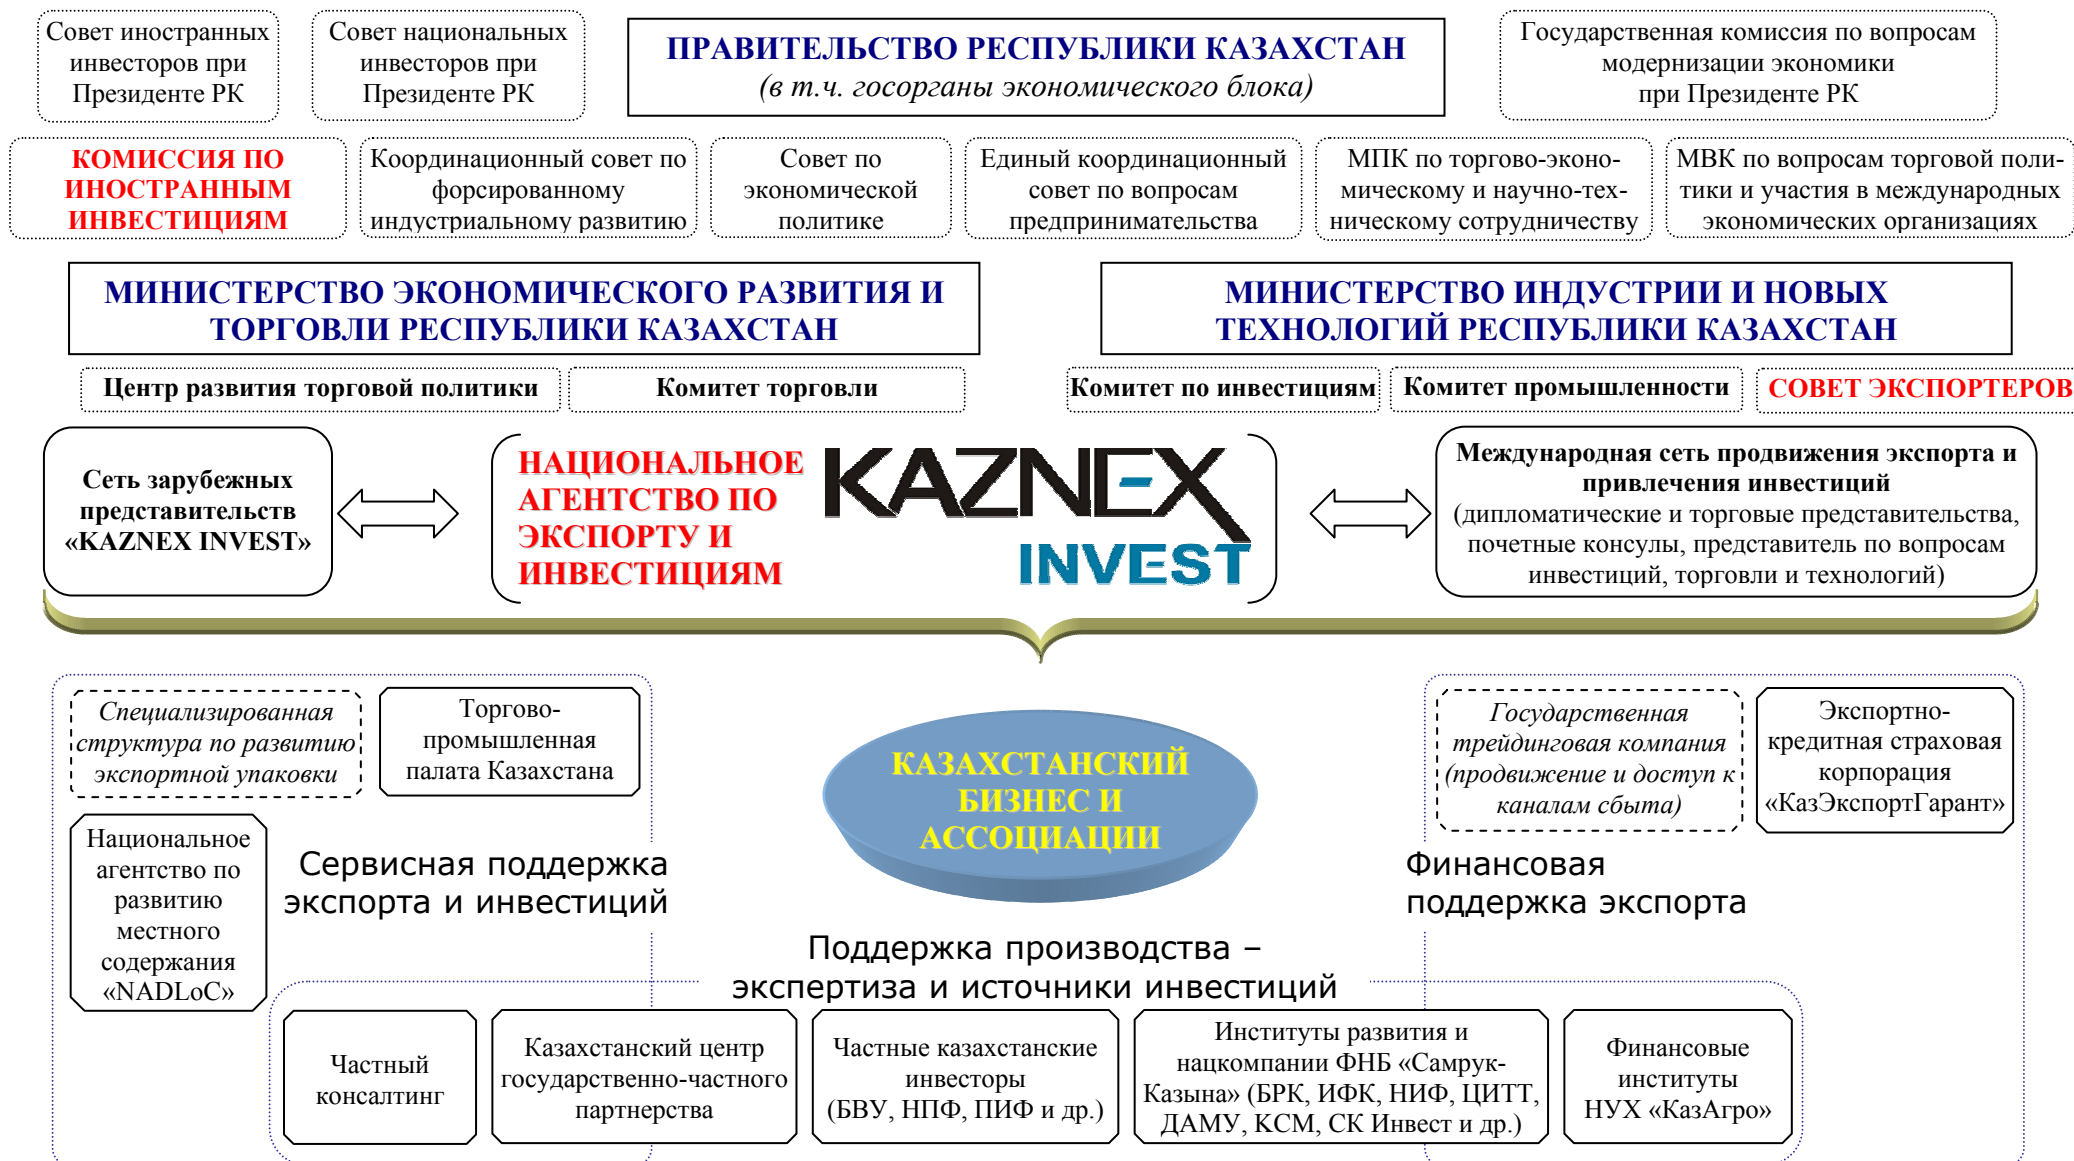 Совет иностранных
инвесторов при
Президенте РК
Совет национальных
инвесторов при
Президенте РК
ПРАВИТЕЛЬСТВО РЕСПУБЛИКИ КАЗАХСТАН
(в т.ч. госорганы экономического блока)
Государственная комиссия по вопросам
модернизации экономики
при Президенте РК
КОМИССИЯ ПО
ИНОСТРАННЫМ
ИНВЕСТИЦИЯМ
Координационный совет по
форсированному
индустриальному развитию
Совет по
экономической
политике
Единый координационный
совет по вопросам
предпринимательства
МПК по торгово-эконо-
мическому и научно-тех-
ническому сотрудничеству
МВК по вопросам торговой поли-
тики и участия в международных
экономических организациях
МИНИСТЕРСТВО ЭКОНОМИЧЕСКОГО РАЗВИТИЯ И
ТОРГОВЛИ РЕСПУБЛИКИ КАЗАХСТАН
МИНИСТЕРСТВО ИНДУСТРИИ И НОВЫХ
ТЕХНОЛОГИЙ РЕСПУБЛИКИ КАЗАХСТАН
Центр развития торговой политики
Комитет торговли
Комитет по инвестициям
Комитет промышленности
СОВЕТ ЭКСПОРТЕРОВ
Сеть зарубежных
представительств
«KAZNEX INVEST»
НАЦИОНАЛЬНОЕ
АГЕНТСТВО ПО
ЭКСПОРТУ И
ИНВЕСТИЦИЯМ
KAZNEX
INVEST
Международная сеть продвижения экспорта и
привлечения инвестиций
(дипломатические и торговые представительства,
почетные консулы, представитель по вопросам
инвестиций, торговли и технологий)
Специализированная
структура по развитию
экспортной упаковки
Торгово-
промышленная
палата Казахстана
КАЗАХСТАНСКИЙ
БИЗНЕС И
АССОЦИАЦИИ
Государственная
трейдинговая компания
(продвижение и доступ к
каналам сбыта)
Экспортно-
кредитная страховая
корпорация
«КазЭкспортГарант»
Национальное
агентство по
развитию
местного
содержания
«NADLoC»
Сервисная поддержка
экспорта и инвестиций
Финансовая
поддержка экспорта
Поддержка производства –
экспертиза и источники инвестиций
Частный
консалтинг
Казахстанский центр
государственно-частного
партнерства
Частные казахстанские
инвесторы
(БВУ, НПФ, ПИФ и др.)
Институты развития и
нацкомпании ФНБ «Самрук-
Казына» (БРК, ИФК, НИФ, ЦИТТ,
ДАМУ, KCM, СК Инвест и др.)
Финансовые
институты
НУХ «КазАгро»